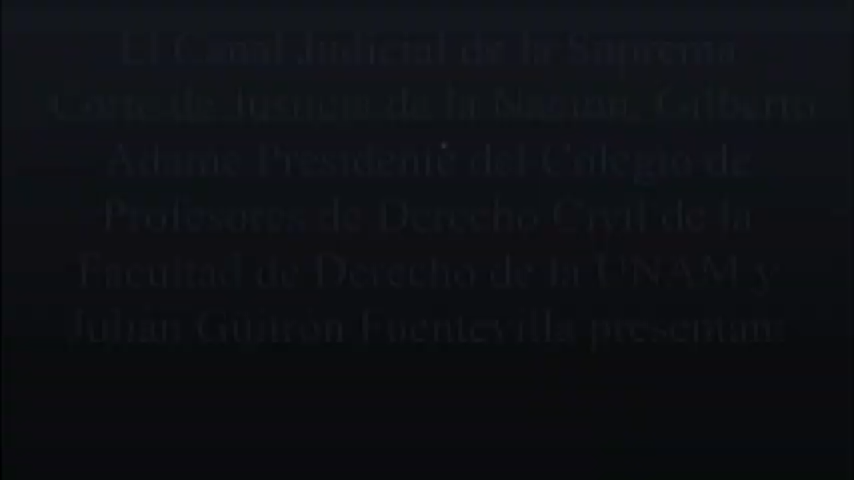 El Canal Judicial de la Suprema
Corte de Justicia de la Nación, Gilberto
Adame Presidente del Colegio de
Profesores de Derecho Civil de la
Facultad de Derecho de la UNAM y
Julián Güitrón Fuentevilla presentan: